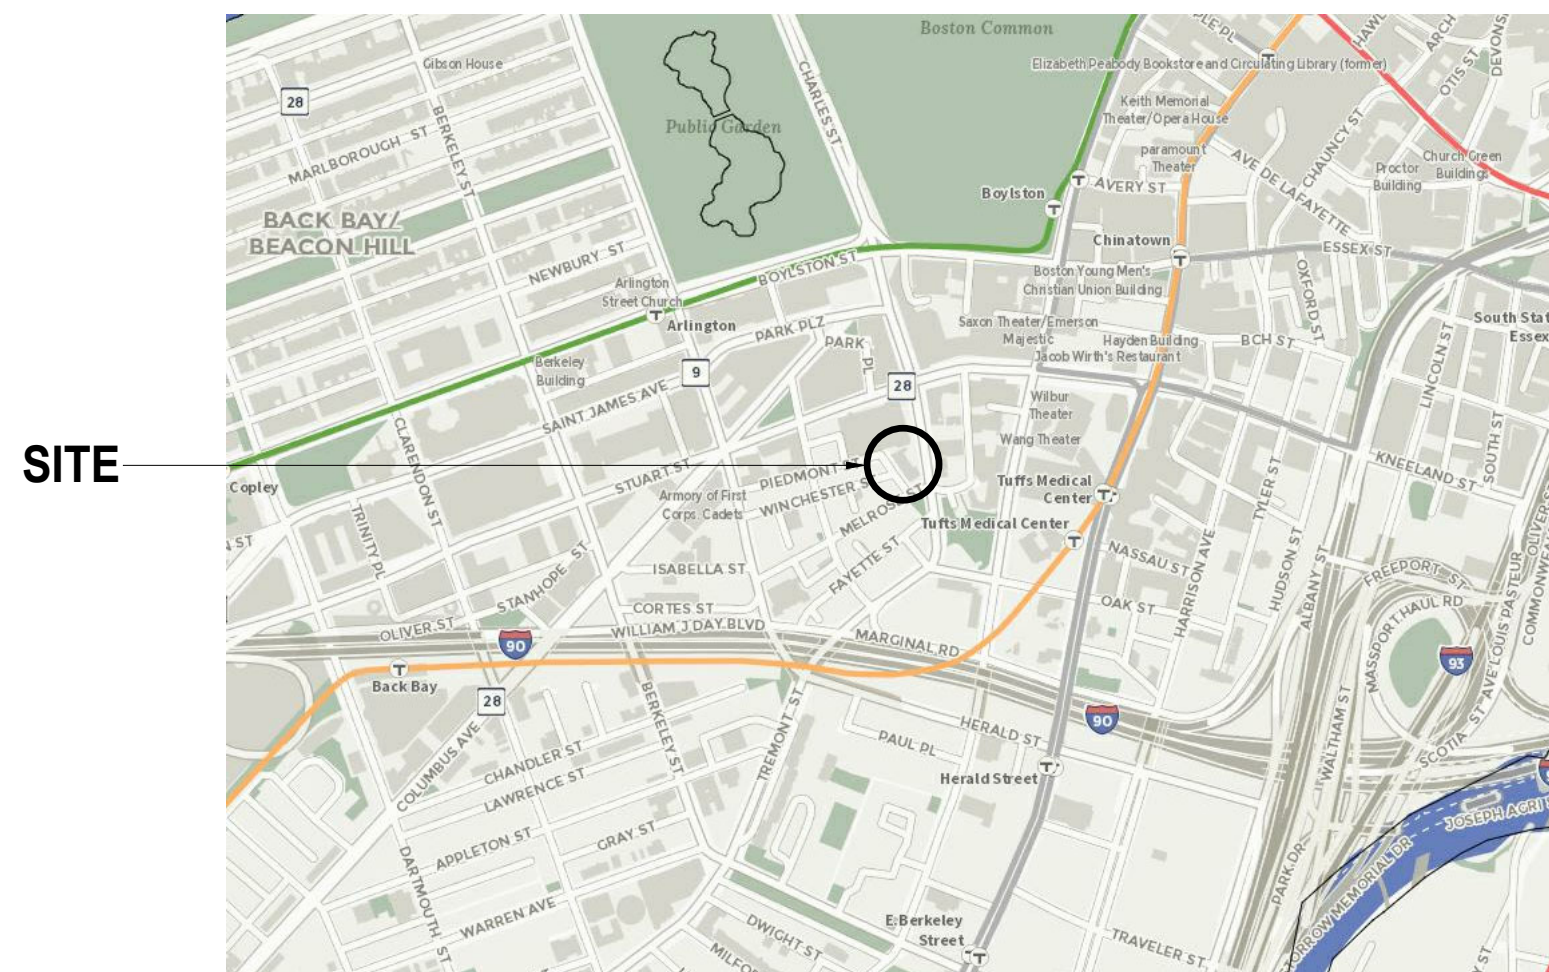 Boston Common
Gibson House
Elizabeth Peabody Bookstore and Circulating Library (former)
28
CHARLES ST
OTIS ST
Keith Memorial
Theater/Opera House
Public Garden
BERKELEY ST
MARLBOROUGH ST
CHAUNCY ST
paramount
Theater
AVE DE LAFAYETTE
Proctor
Building
Church Green
Buildings
AVERY ST
Boylston
BACK BAY/
BEACON HILL
Chinatown
ESSEX ST
NEWBURY ST
BOYLSTON ST
Arlington
Street Church
Boston Young Men's
Christian Union Building
OXFORD ST
Arlington
PARK PLZ
Saxon Theater/Emerson
Majestic
Hayden Building
Jacob Wirth's Restaurant
BCH ST
South Stat
Essex
PARK PL
LINCOLN ST
Berkeley
Building
9
28
SAINT JAMES AVE
Wilbur
Theater
Wang Theater
CLARENDON ST
SITE
STUART ST
PIEDMONT ST
WINCHESTER ST
MELROSE ST
KNEELAND ST
SOUTH ST
TYLER ST
Copley
Armory of First
Corps. Cadets
Tuffs Medical
Center
Tufts Medical Center
TRINITY PL
FAYETTE ST
NASSAU ST
HARRISON AVE
HUDSON ST
ALBANY ST
ISABELLA ST
STANHOPE ST
FREEPORT ST
CORTES ST
OAK ST
MASSPORT HAUL RD
OLIVER ST
WILLIAM J DAY BLVD
MARGINAL RD
90
93
Back Bay
28
90
BERKELEY ST
TREMONT ST
HERALD ST
PAUL PL
WALTHAM ST
COLUMBUS AVE
CHANDLER ST
LAWRENCE ST
Herald Street
APPLETON ST
GRAY ST
DARTMOUTH ST
PARK DR
WARREN AVE
DWIGHT ST
E.Berkeley
Street
TRAVELER ST